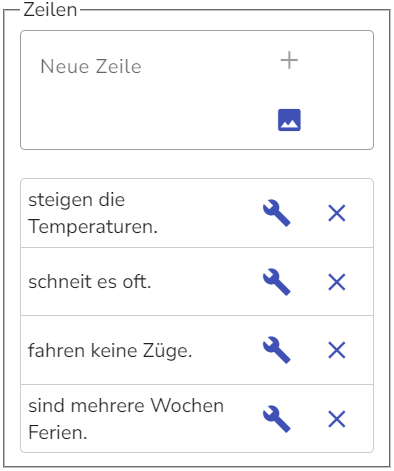 Zeilen
Neue Zeile
steigen die
Temperaturen.
schneit es oft.
fahren keine Züge.
sind mehrere Wochen
Ferien.